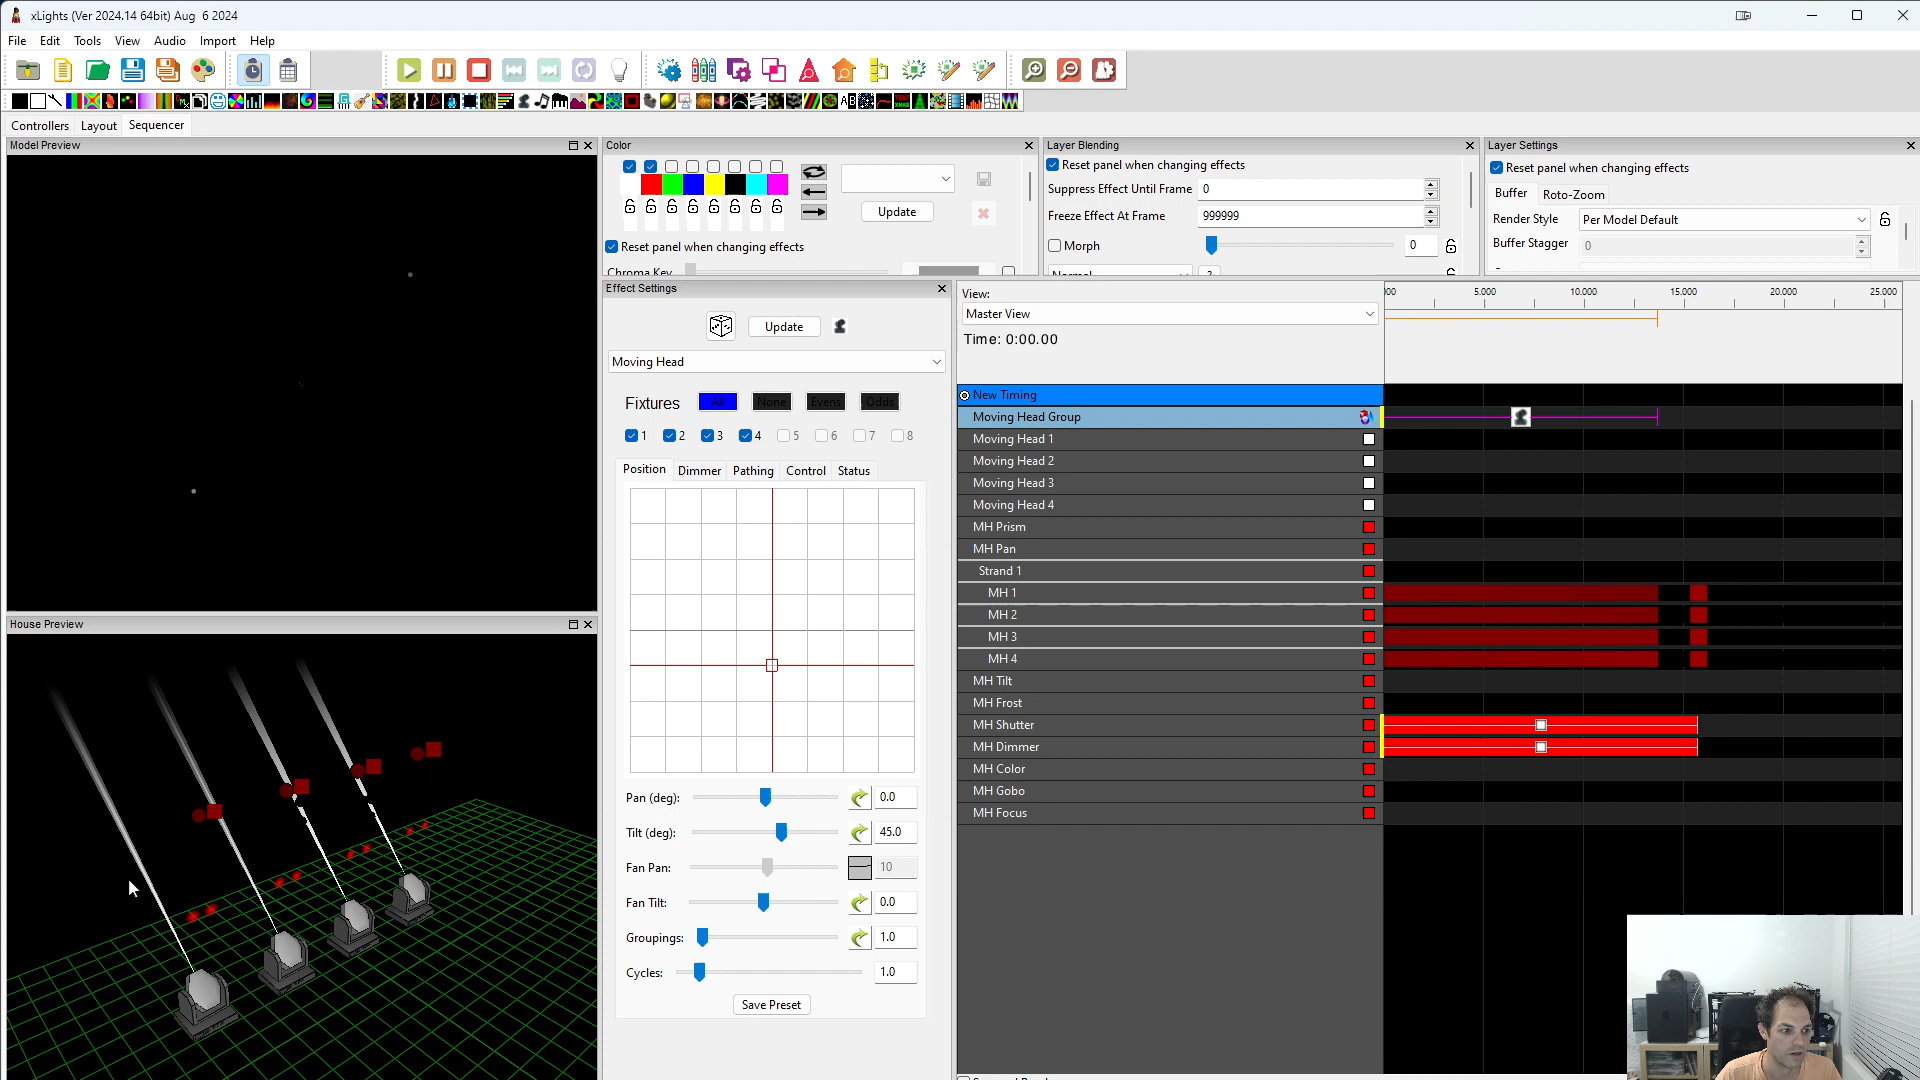 xLights (Ver 2024.14 64bit) Aug 6 2024
File Edit Tools View Audio Import Help
Controllers Layout Sequencer
Model Preview
Color
Update
Reset panel when changing effects
Chroma Key
Layer Blending
Reset panel when changing effects
Suppress Effect Until Frame 0
Freeze Effect At Frame 999999
Morph 0
Normal
Layer Settings
Reset panel when changing effects
Buffer Roto-Zoom
Render Style Per Model Default
Buffer Stagger 0
House Preview
Effect Settings
Update
Moving Head
Fixtures All None Evens Odds
1 2 3 4 5 6 7 8
Position Dimmer Pathing Control Status
Pan (deg): 0.0
Tilt (deg): 45.0
Fan Pan: 10
Fan Tilt: 0.0
Groupings: 1.0
Cycles: 1.0
Save Preset
View:
Master View
Time: 0:00.00
5.000 10.000 15.000 20.000 25.000
New Timing
Moving Head Group
Moving Head 1
Moving Head 2
Moving Head 3
Moving Head 4
MH Prism
MH Pan
Strand 1
MH 1
MH 2
MH 3
MH 4
MH Tilt
MH Frost
MH Shutter
MH Dimmer
MH Color
MH Gobo
MH Focus